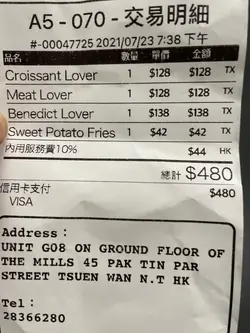 A5 - 070 - 交易明細
#-00047725 2021/07/23 7:38 下午
品名 數量 單價 金額
Croissant Lover 1 $128 $128 TX
Meat Lover 1 $128 $128 TX
Benedict Lover 1 $138 $138 TX
Sweet Potato Fries 1 $42 $42 TX
內用服務費10% $44 HK
總計 $480
信用卡支付 $480
VISA
Address:
UNIT G08 ON GROUND FLOOR OF
THE MILLS 45 PAK TIN PAR
STREET TSUEN WAN N.T HK
Tel:
28366280